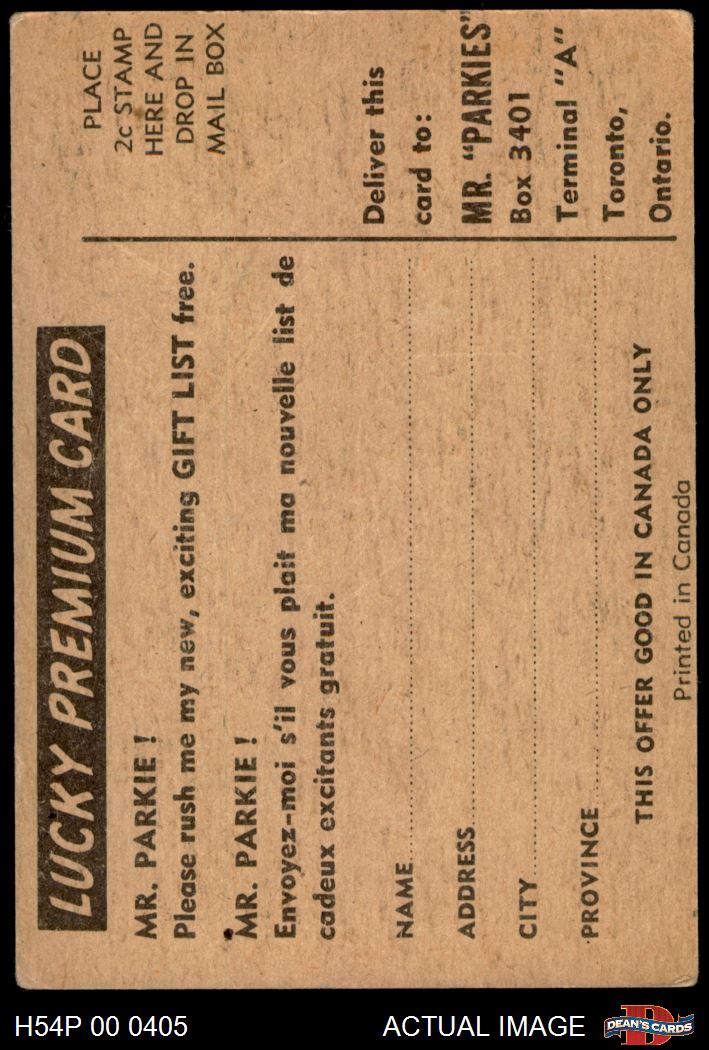 LUCKY PREMIUM CARD
MR. PARKIE!
Please rush me my new, exciting GIFT LIST free.
MR. PARKIE!
Envoyez-moi s'il vous plait ma nouvelle list de
cadeux excitants gratuit.
NAME
ADDRESS
CITY
PROVINCE
THIS OFFER GOOD IN CANADA ONLY
Printed in Canada
PLACE
2c STAMP
HERE AND
DROP IN
MAIL BOX
Deliver this
card to:
MR. "PARKIES"
Box 3401
Terminal "A"
Toronto,
Ontario.
H54P 00 0405
ACTUAL IMAGE
D
DEAN'S CARDS